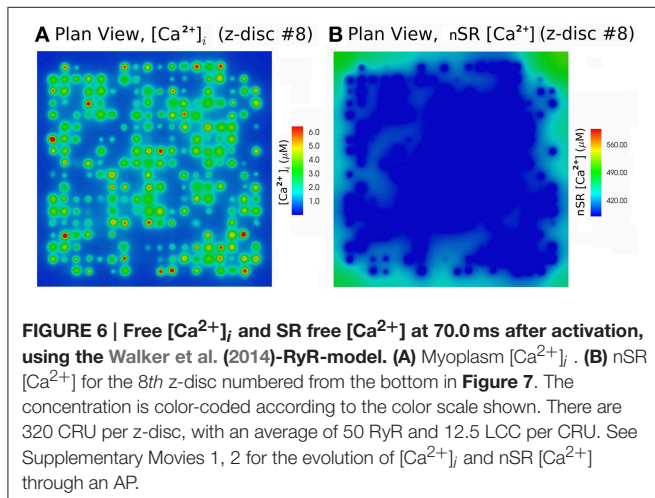 A Plan View, [Ca²⁺]ᵢ (z-disc #8)
B Plan View, nSR [Ca²⁺] (z-disc #8)
6.0
5.0
4.0
3.0
2.0
1.0
[Ca²⁺]ᵢ (μM)
560.00
490.00
420.00
nSR [Ca²⁺] (μM)
FIGURE 6 | Free [Ca²⁺]ᵢ and SR free [Ca²⁺] at 70.0 ms after activation,
using the Walker et al. (2014)-RyR-model. (A) Myoplasm [Ca²⁺]ᵢ . (B) nSR
[Ca²⁺] for the 8th z-disc numbered from the bottom in Figure 7. The
concentration is color-coded according to the color scale shown. There are
320 CRU per z-disc, with an average of 50 RyR and 12.5 LCC per CRU. See
Supplementary Movies 1, 2 for the evolution of [Ca²⁺]ᵢ and nSR [Ca²⁺]
through an AP.